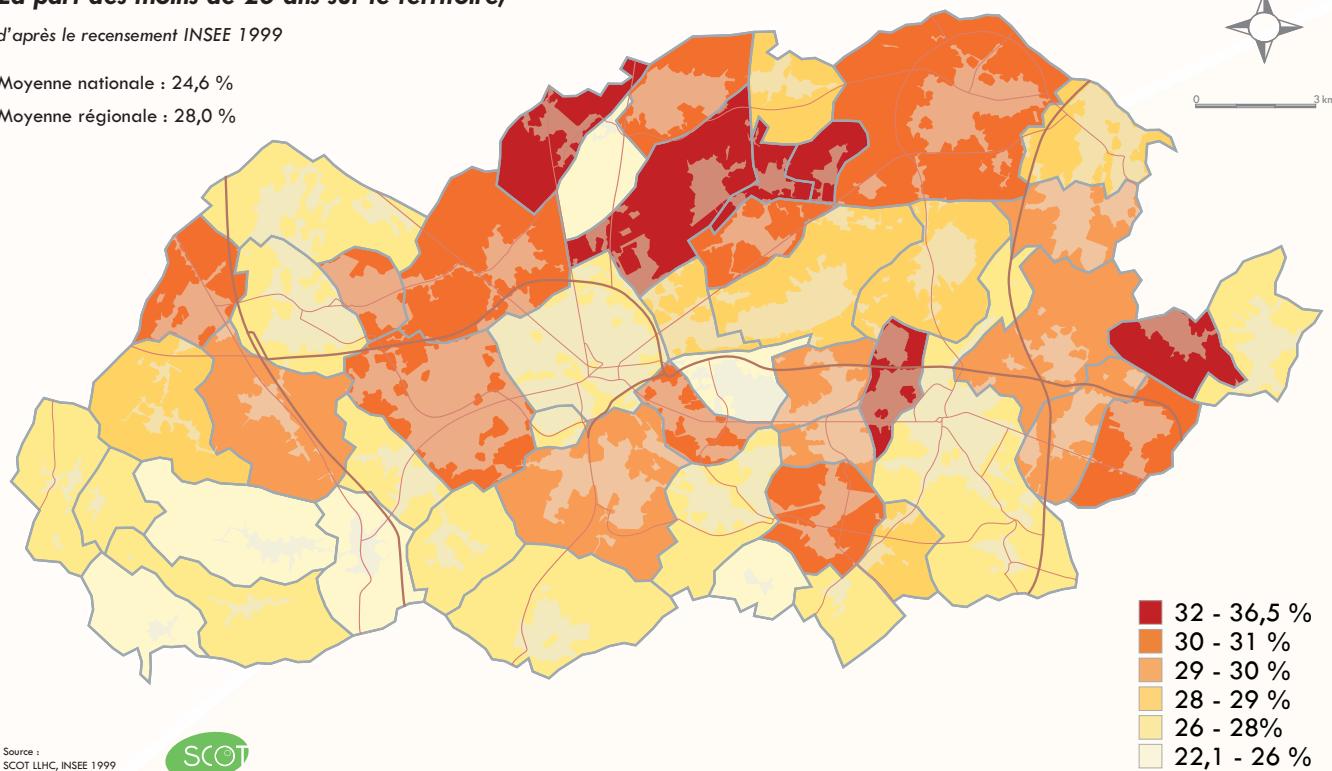 d'après le recensement INSEE 1999
Moyenne nationale : 24,6 %
Moyenne régionale : 28,0 %
0 3 km
32 - 36,5 %
30 - 31 %
29 - 30 %
28 - 29 %
26 - 28%
22,1 - 26 %
Source :
SCOT LLHC, INSEE 1999
SCOT